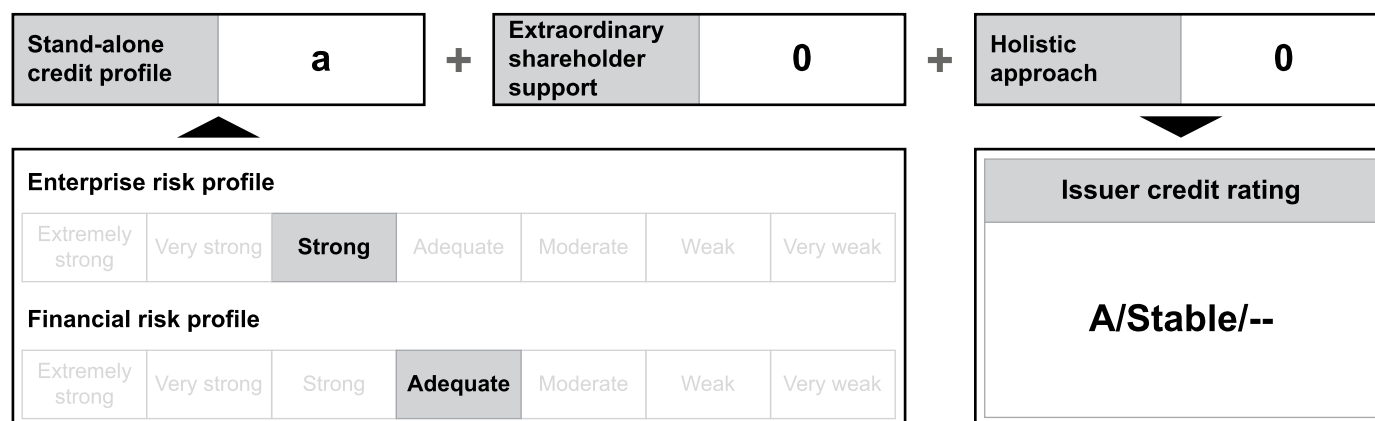 Stand-alone
credit profile
a
+
Extraordinary
shareholder
support
0
+
Holistic
approach
0
Enterprise risk profile
Extremely
strong
Very strong
Strong
Adequate
Moderate
Weak
Very weak
Financial risk profile
Extremely
strong
Very strong
Strong
Adequate
Moderate
Weak
Very weak
Issuer credit rating
A/Stable/--